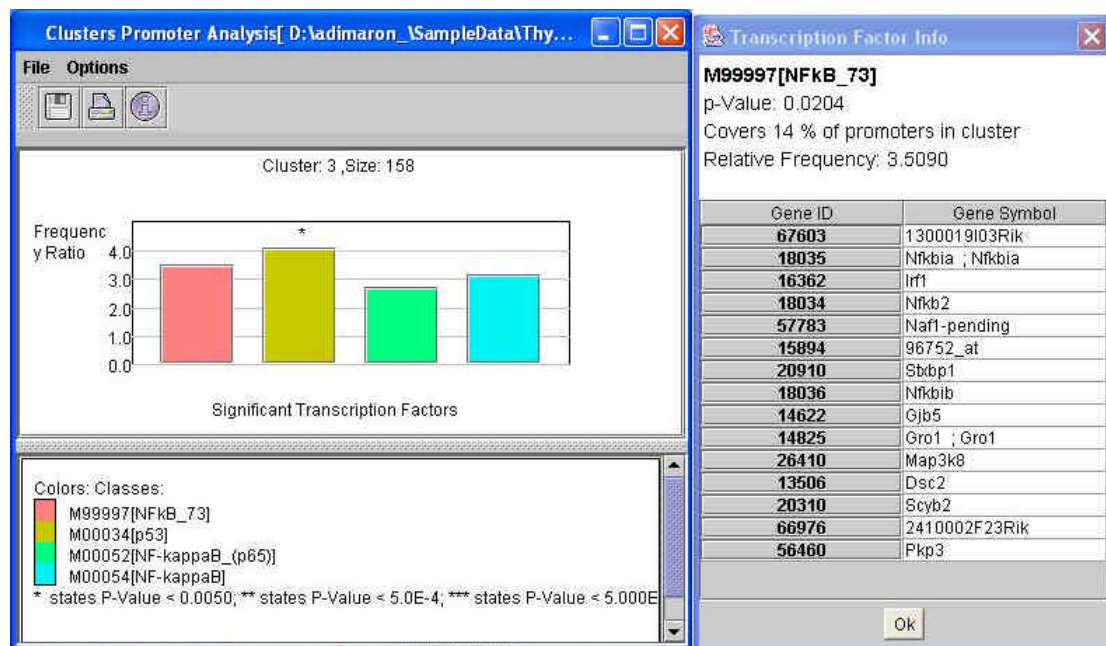 Clusters Promoter Analysis[ D:\adimaron_\SampleData\Thy...
File Options
Cluster: 3 ,Size: 158
Frequenc
y Ratio
4.0
3.0
2.0
1.0
0.0
*
Significant Transcription Factors
Colors: Classes:
M99997[NFkB_73]
M00034[p53]
M00052[NF-kappaB_(p65)]
M00054[NF-kappaB]
* states P-Value < 0.0050; ** states P-Value < 5.0E-4; *** states P-Value < 5.000E
Transcription Factor Info
M99997[NFkB_73]
p-Value: 0.0204
Covers 14 % of promoters in cluster
Relative Frequency: 3.5090
Gene ID Gene Symbol
67603 1300019I03Rik
18035 Nfkbia ; Nfkbia
16362 Irf1
18034 Nfkb2
57783 Naf1-pending
15894 96752_at
20910 Stxbp1
18036 Nfkbib
14622 Gjb5
14825 Gro1 ; Gro1
26410 Map3k8
13506 Dsc2
20310 Scyb2
66976 2410002F23Rik
56460 Pkp3
Ok